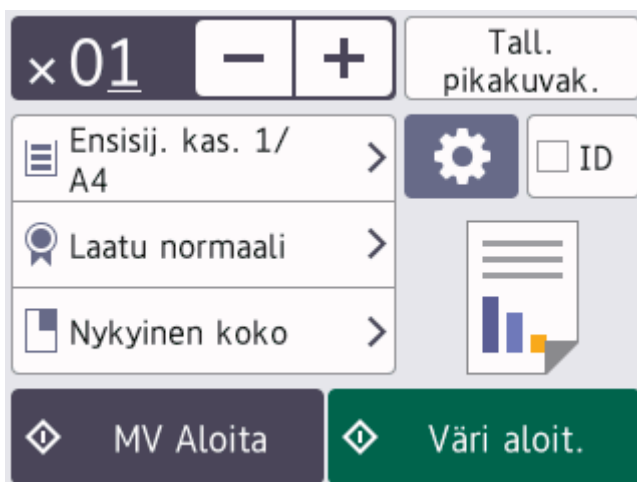 ×01 − +
Tall.
pikakuvak.
Ensisij. kas. 1/
A4
ID
Laatu normaali
Nykyinen koko
MV Aloita
Väri aloit.